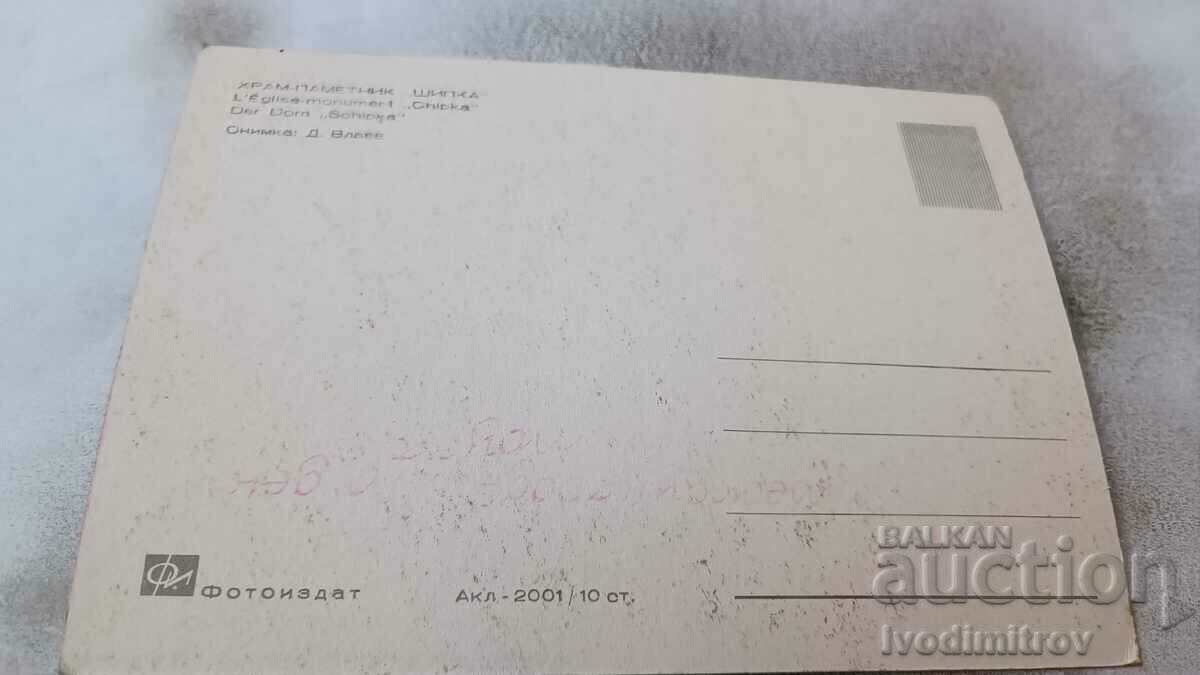 ХРАМ-ПАМЕТНИК „ШИПКА"
L'Église-monument „Chipka"
Der Dom „Schipka"
Снимка: Д. Влаев
Фотоиздат
Акл-2001/10 ст.
BALKAN
auction
Ivodimitrov